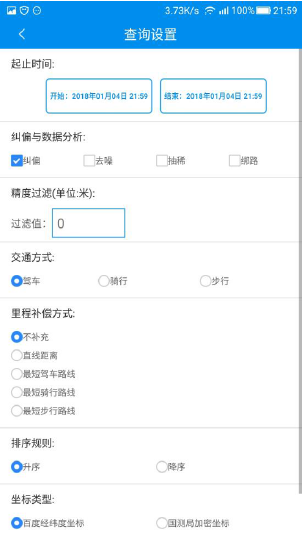 3.73K/s 100% 21:59
查询设置
起止时间:
开始：2018年01月04日 21:59 结束：2018年01月04日 21:59
纠偏与数据分析:
纠偏 去噪 抽稀 绑路
精度过滤(单位:米):
过滤值： 0
交通方式:
驾车 骑行 步行
里程补偿方式:
不补充
直线距离
最短驾车路线
最短骑行路线
最短步行路线
排序规则:
升序 降序
坐标类型:
百度经纬度坐标 国测局加密坐标